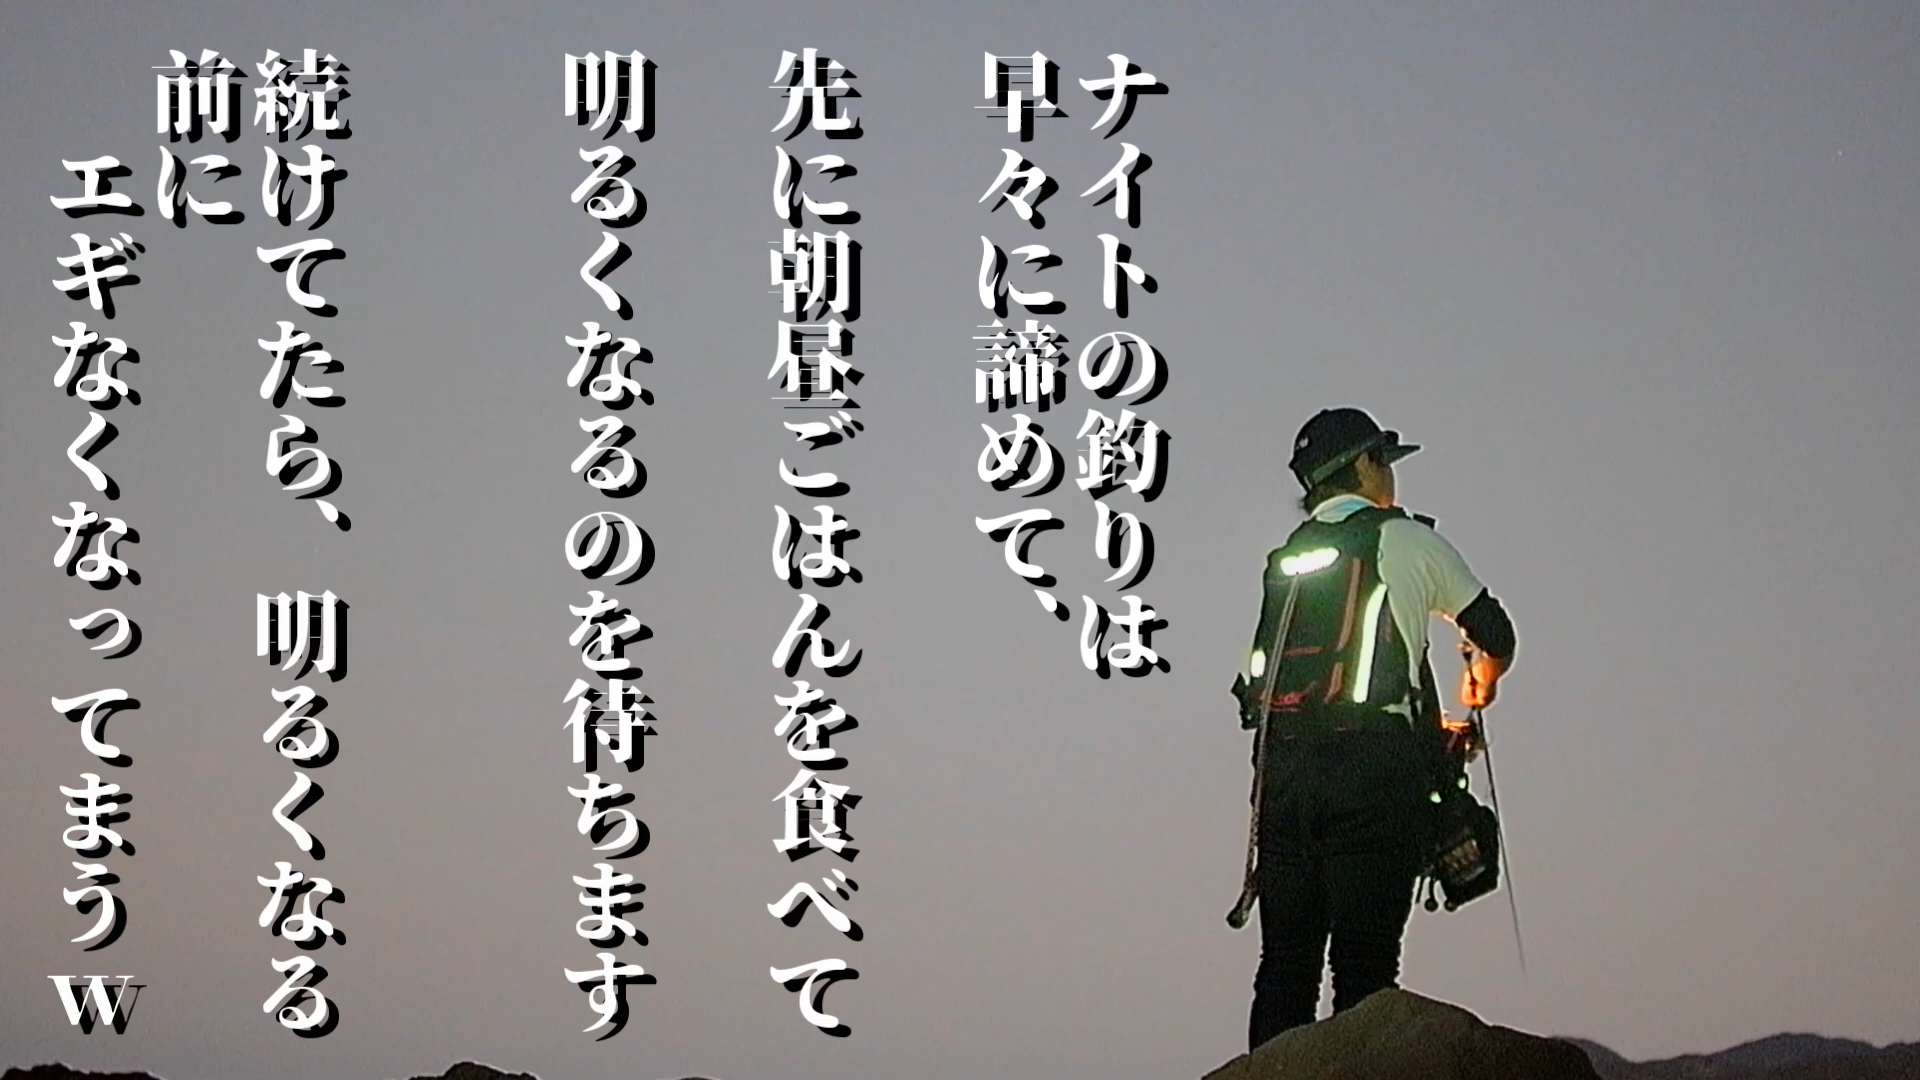 ナイトの釣りは
早々に諦めて、
先に朝昼ごはんを食べて
明るくなるのを待ちます
続けてたら、明るくなる
前に
エギなくなってまうw